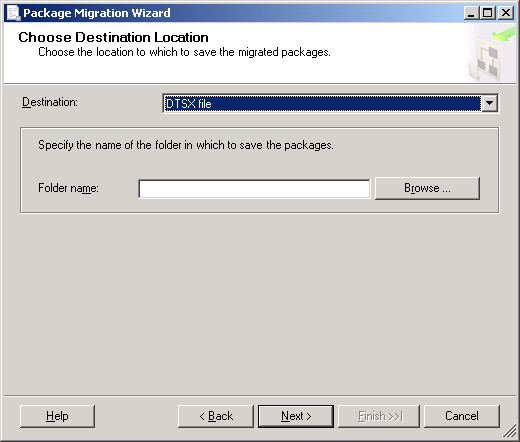 Package Migration Wizard
Choose Destination Location
Choose the location to which to save the migrated packages.
Destination:
DTSX file
Specify the name of the folder in which to save the packages.
Folder name:
Browse ...
Help
< Back
Next >
Finish >>|
Cancel